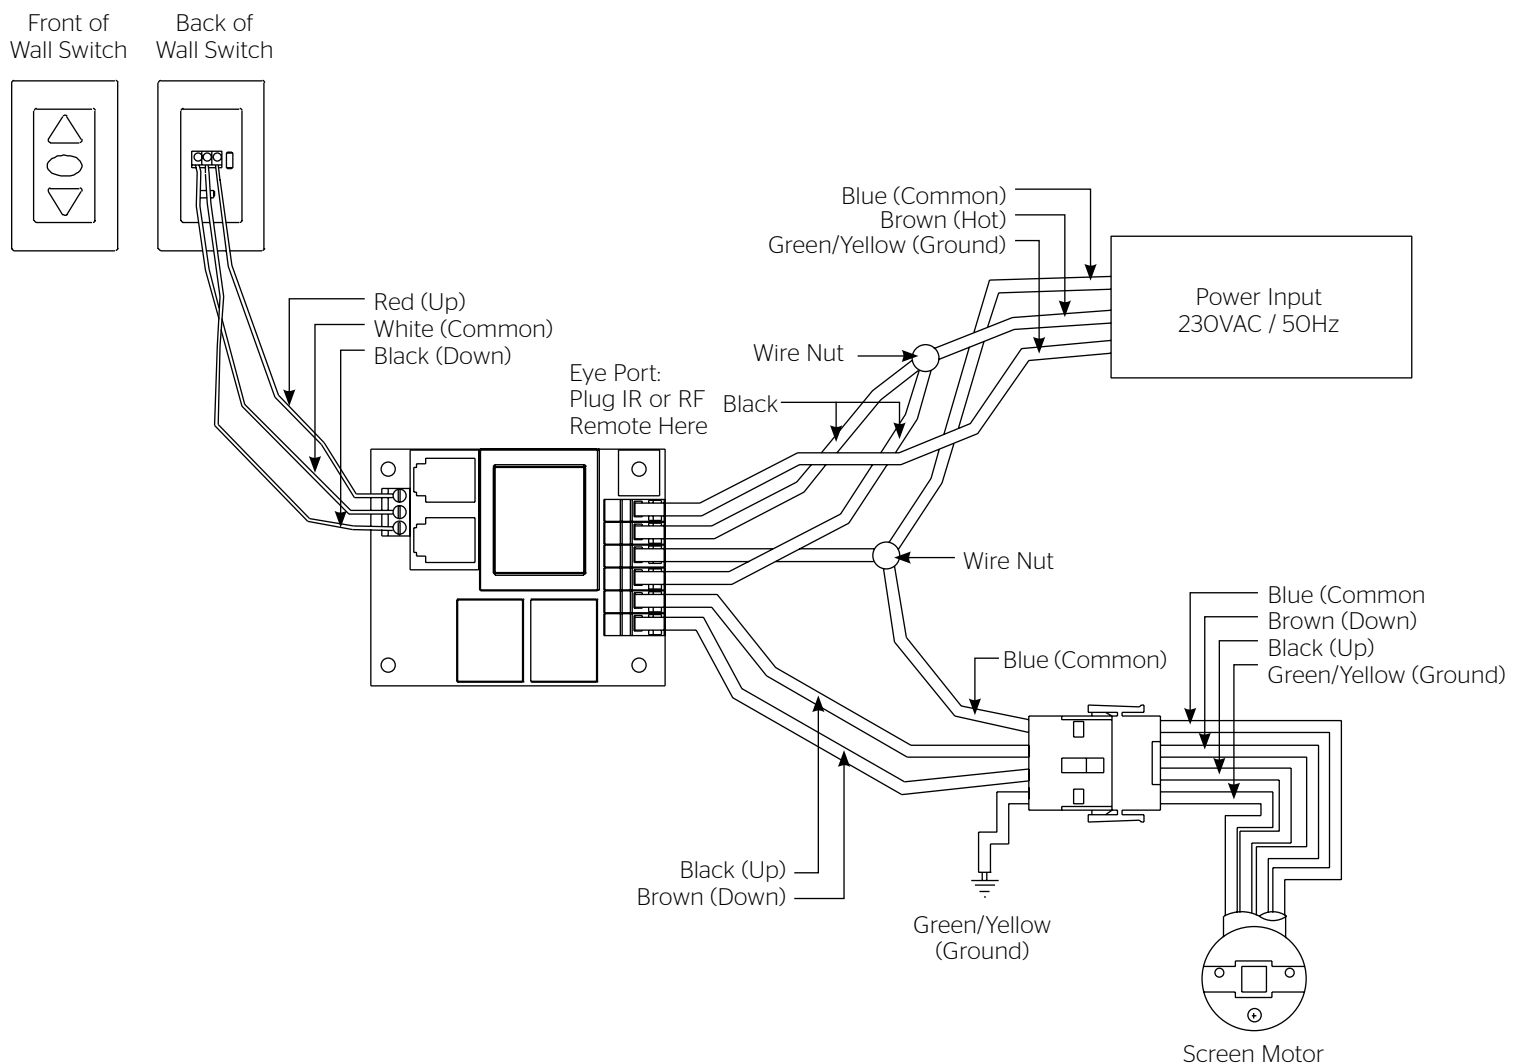 Front of
Wall Switch
Back of
Wall Switch
Blue (Common)
Brown (Hot)
Green/Yellow (Ground)
Power Input
230VAC / 50Hz
Red (Up)
White (Common)
Black (Down)
Wire Nut
Eye Port:
Plug IR or RF
Remote Here
Black
Wire Nut
Blue (Common
Brown (Down)
Black (Up)
Green/Yellow (Ground)
Blue (Common)
Black (Up)
Brown (Down)
Green/Yellow
(Ground)
Screen Motor